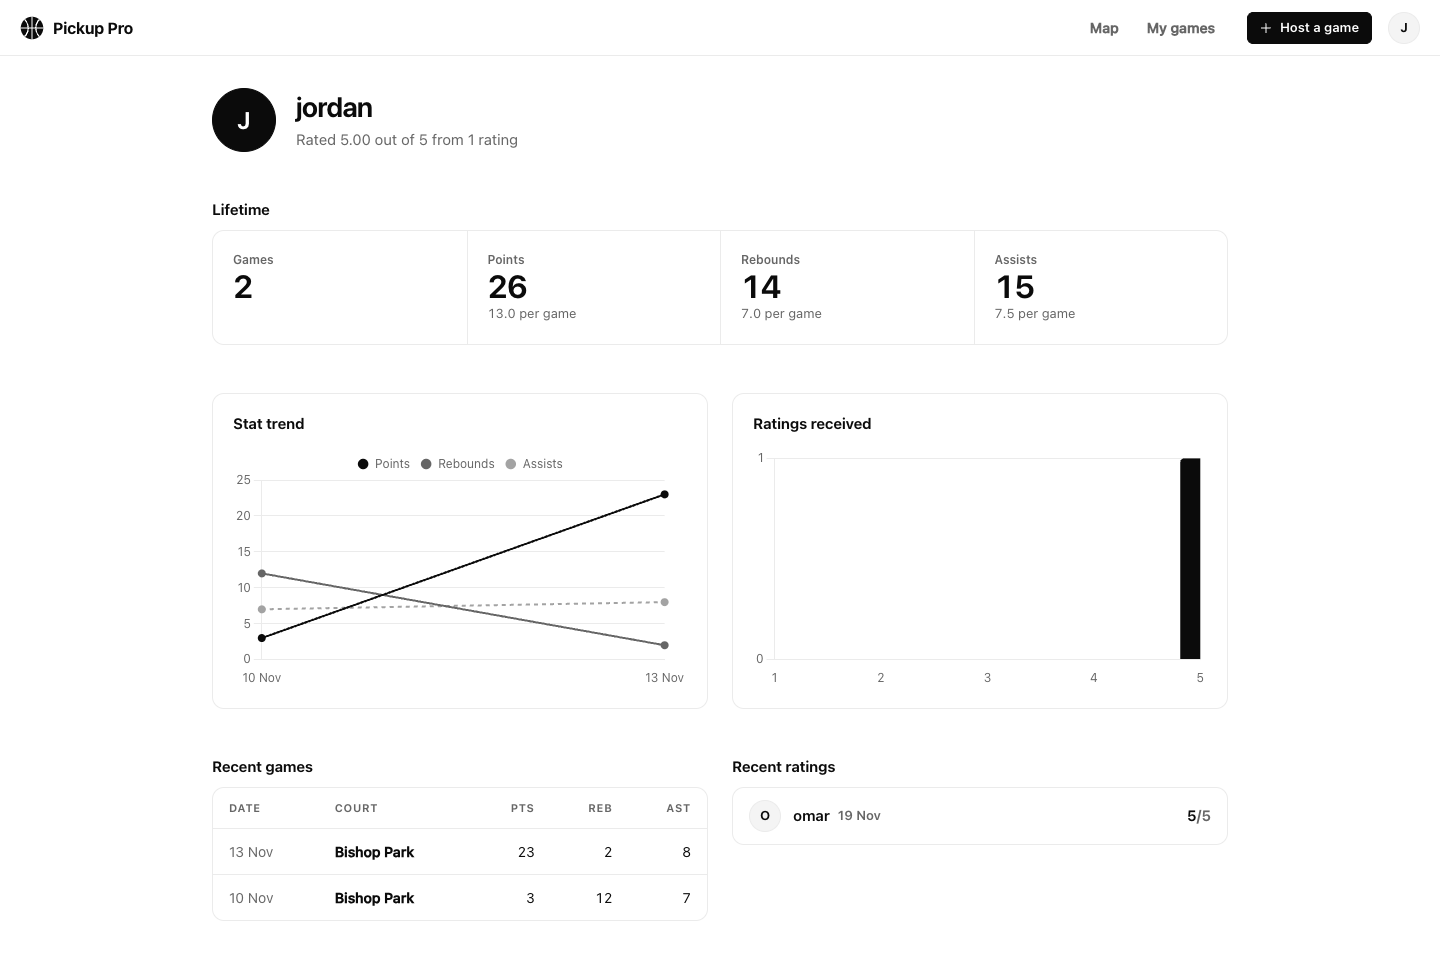 Pickup Pro
Map
My games
+ Host a game
J
J
jordan
Rated 5.00 out of 5 from 1 rating
Lifetime
Games
2
Points
26
13.0 per game
Rebounds
14
7.0 per game
Assists
15
7.5 per game
Stat trend
Points Rebounds Assists
25
20
15
10
5
0
10 Nov 13 Nov
Ratings received
1
0
1 2 3 4 5
Recent games
DATE COURT PTS REB AST
13 Nov Bishop Park 23 2 8
10 Nov Bishop Park 3 12 7
Recent ratings
O omar 19 Nov 5/5